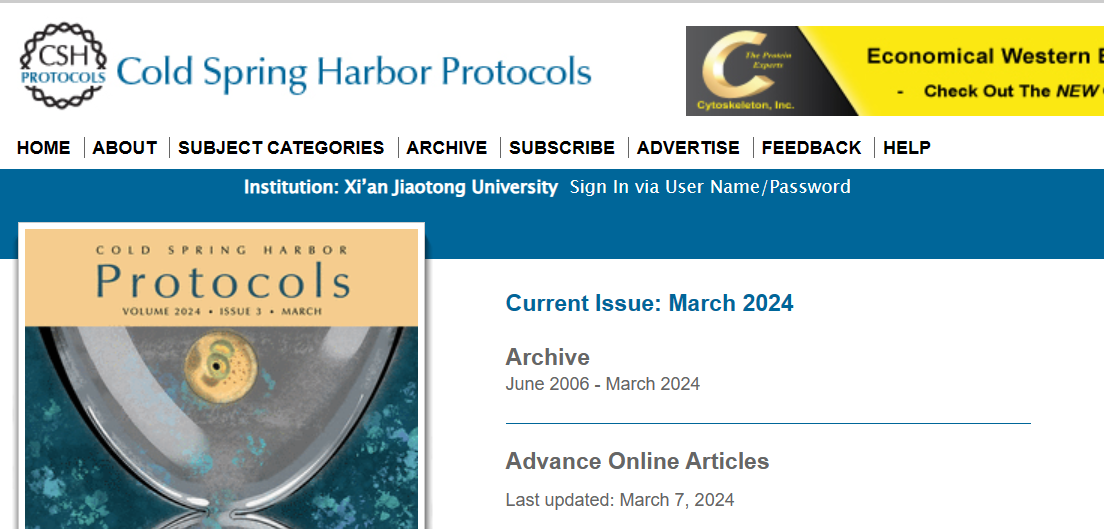 CSH
PROTOCOLS
Cold Spring Harbor Protocols
The Protein
Experts
Cytoskeleton, Inc.
Economical Western
- Check Out The NEW
HOME ABOUT SUBJECT CATEGORIES ARCHIVE SUBSCRIBE ADVERTISE FEEDBACK HELP
Institution: Xi'an Jiaotong University Sign In via User Name/Password
COLD SPRING HARBOR
Protocols
VOLUME 2024 • ISSUE 3 • MARCH
Current Issue: March 2024
Archive
June 2006 - March 2024
Advance Online Articles
Last updated: March 7, 2024